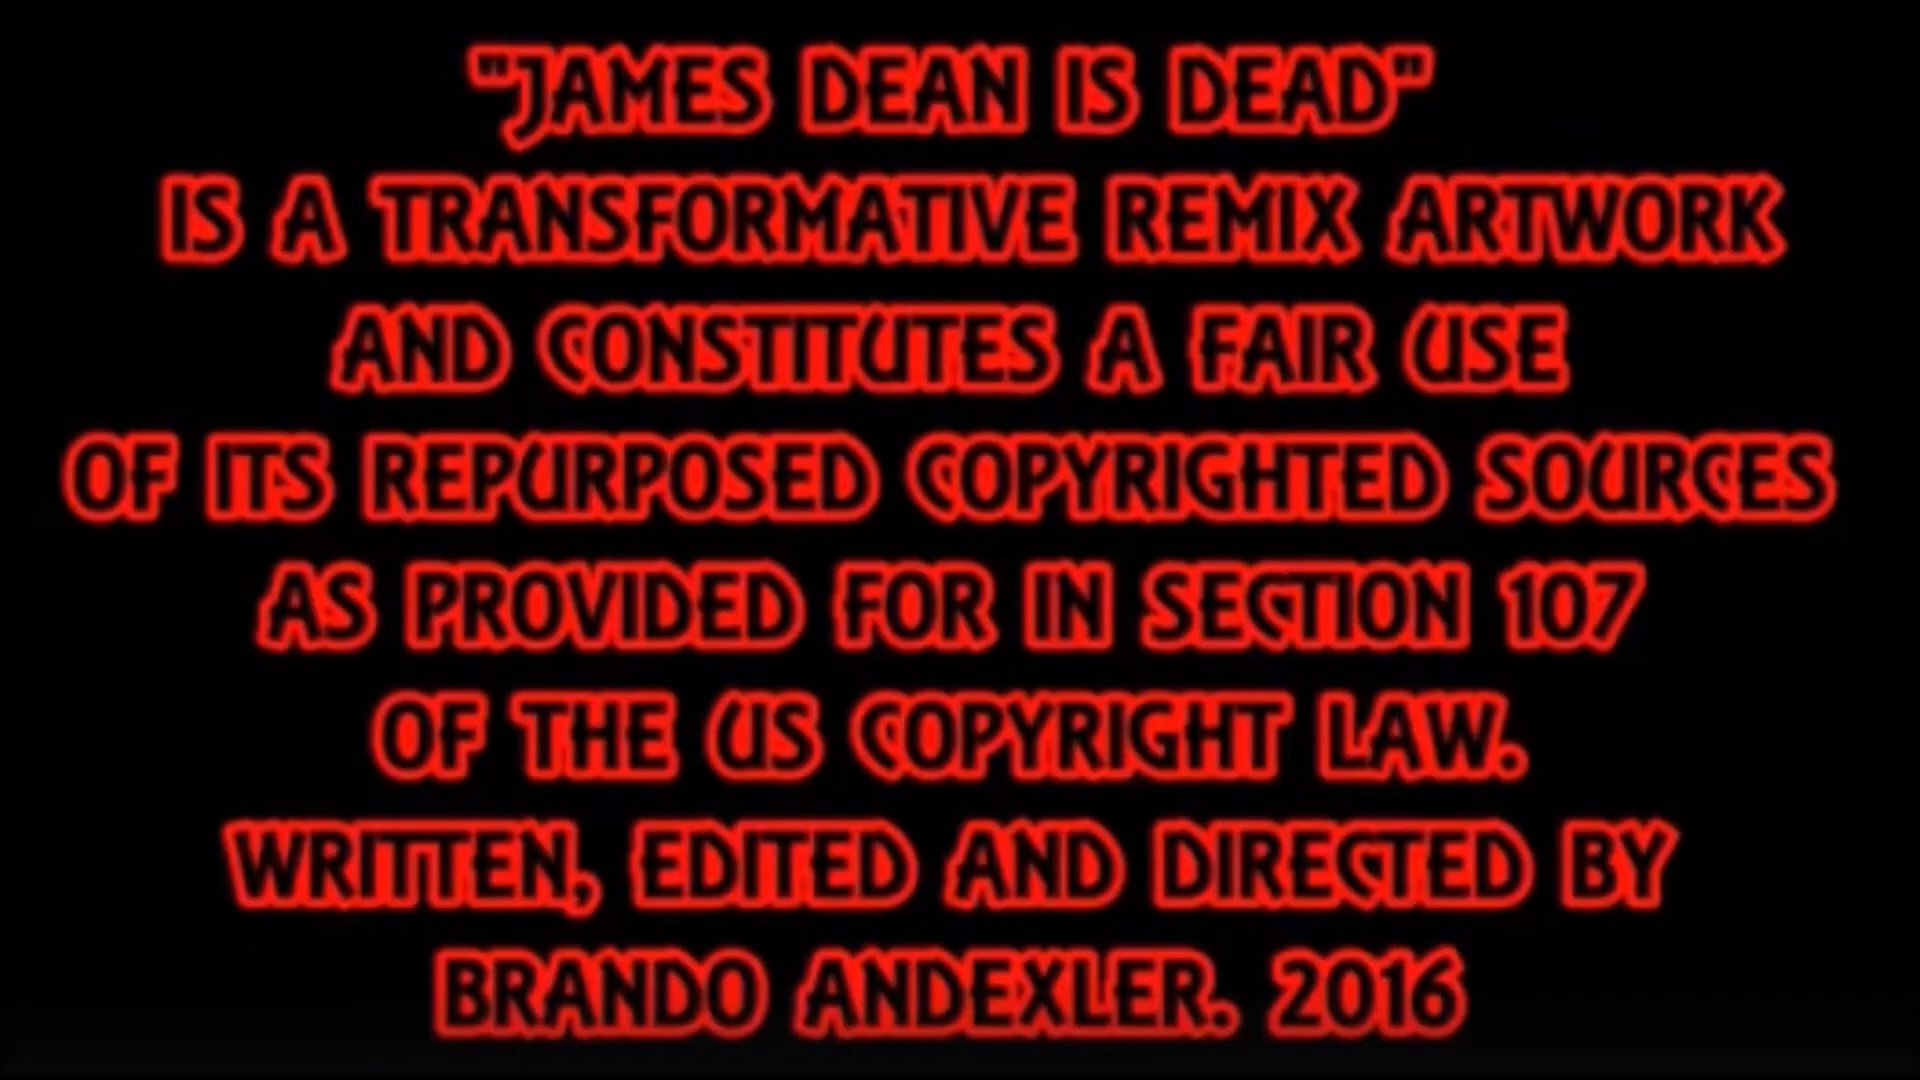 "JAMES DEAN IS DEAD"
IS A TRANSFORMATIVE REMIX ARTWORK
AND CONSTITUTES A FAIR USE
OF ITS REPURPOSED COPYRIGHTED SOURCES
AS PROVIDED FOR IN SECTION 107
OF THE US COPYRIGHT LAW.
WRITTEN, EDITED AND DIRECTED BY
BRANDO ANDEXLER. 2016